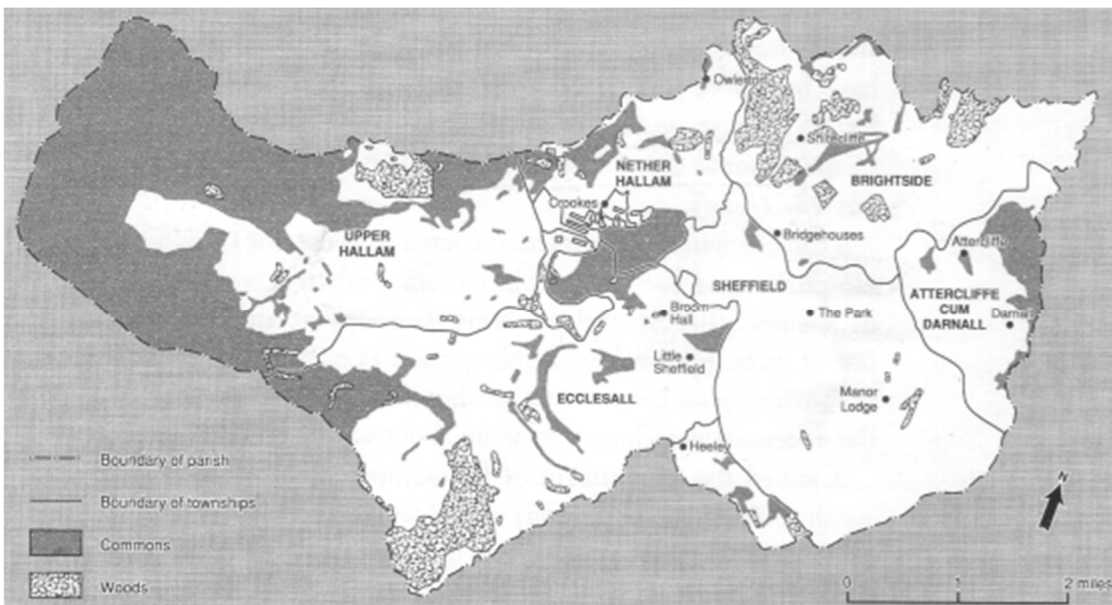 Owlerton
Shirecliffe
NETHER
HALLAM
BRIGHTSIDE
Crookes
Bridgehouses
UPPER
HALLAM
Attercliffe
SHEFFIELD
ATTERCLIFFE
CUM
DARNALL
Broom
Hall
The Park
Darnall
Little
Sheffield
ECCLESALL
Manor
Lodge
Heeley
Boundary of parish
Boundary of townships
Commons
Woods
N
0 1 2 miles